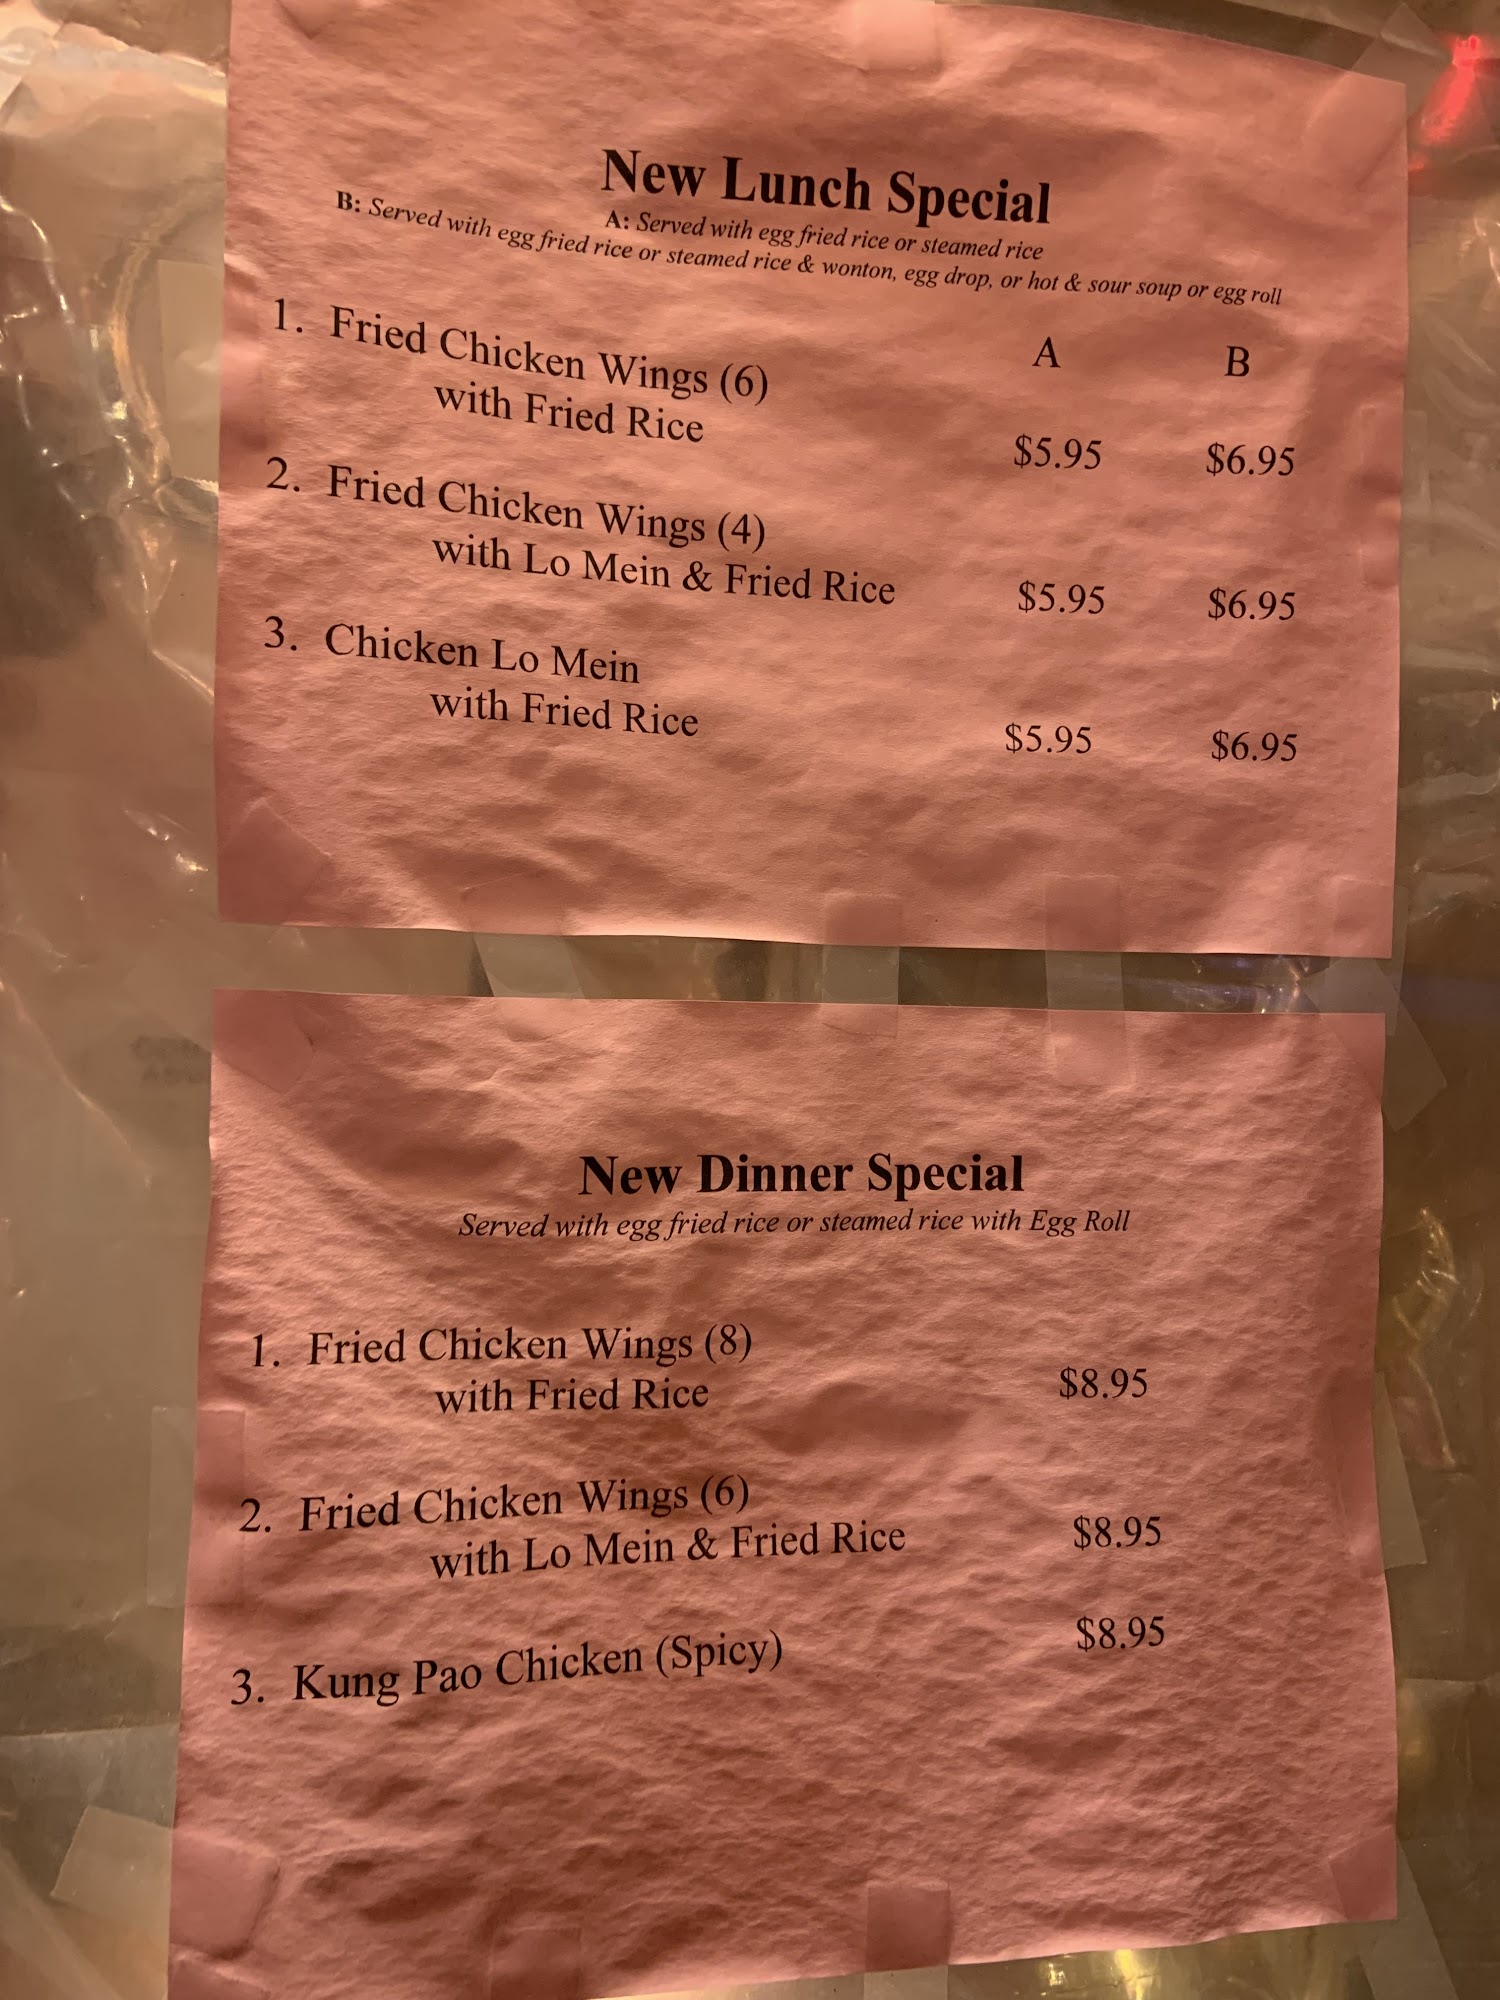 New Lunch Special
A: Served with egg fried rice or steamed rice
B: Served with egg fried rice or steamed rice & wonton, egg drop, or hot & sour soup or egg roll
A B
1. Fried Chicken Wings (6)
with Fried Rice $5.95 $6.95
2. Fried Chicken Wings (4)
with Lo Mein & Fried Rice $5.95 $6.95
3. Chicken Lo Mein
with Fried Rice $5.95 $6.95
New Dinner Special
Served with egg fried rice or steamed rice with Egg Roll
1. Fried Chicken Wings (8)
with Fried Rice $8.95
2. Fried Chicken Wings (6)
with Lo Mein & Fried Rice $8.95
3. Kung Pao Chicken (Spicy) $8.95